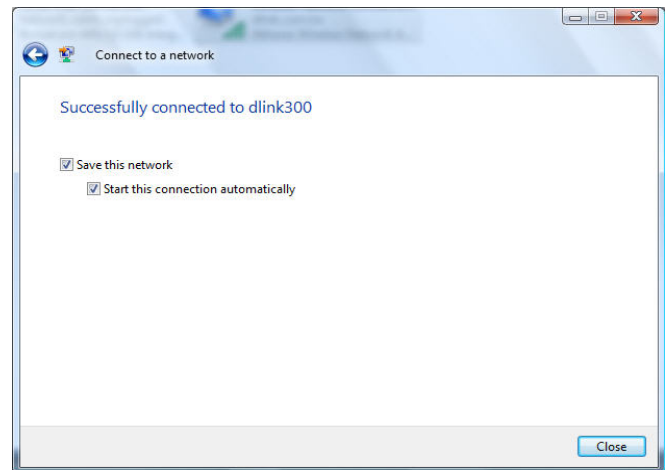 Connect to a network
Successfully connected to dlink300
Save this network
Start this connection automatically
Close